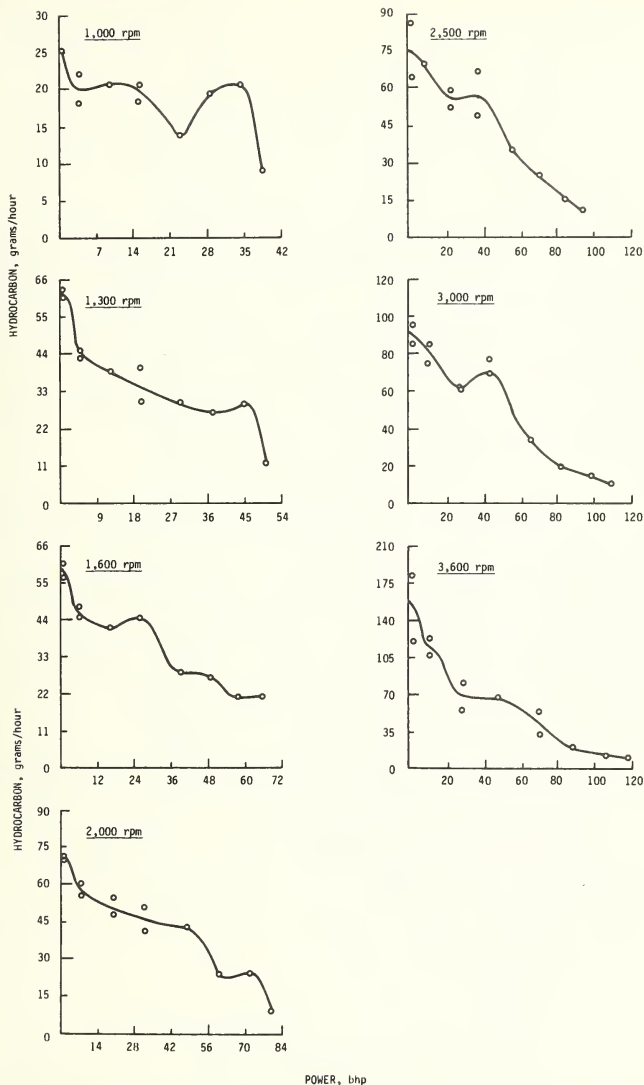 HYDROCARBON, grams/hour
30
1,000 rpm
25
20
15
10
5
0
7 14 21 28 35 42
66
1,300 rpm
55
44
33
22
11
0
9 18 27 36 45 54
HYDROCARBON, grams/hour
66
1,600 rpm
55
44
33
22
11
0
12 24 36 48 60 72
90
2,000 rpm
75
60
45
30
15
0
14 28 42 56 70 84
90
2,500 rpm
75
60
45
30
15
0
20 40 60 80 100 120
120
3,000 rpm
100
80
60
40
20
0
20 40 60 80 100 120
210
3,600 rpm
175
140
105
70
35
0
20 40 60 80 100 120
POWER, bhp